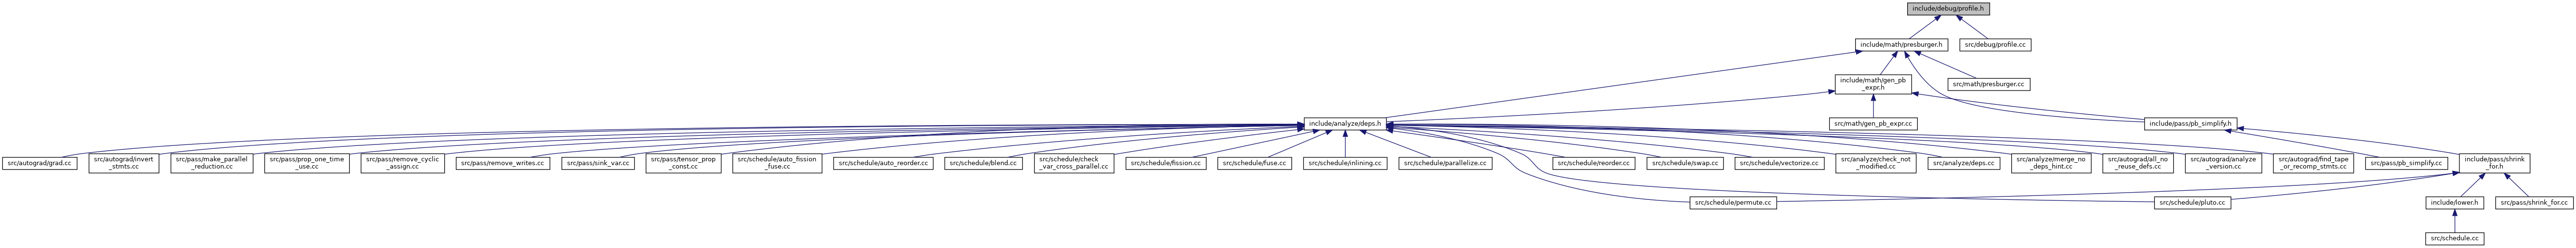 include/debug/profile.h
include/math/presburger.h
src/debug/profile.cc
include/math/gen_pb
_expr.h
src/math/presburger.cc
include/analyze/deps.h
src/math/gen_pb_expr.cc
include/pass/pb_simplify.h
src/autograd/grad.cc
src/autograd/invert
_stmts.cc
src/pass/make_parallel
_reduction.cc
src/pass/prop_one_time
_use.cc
src/pass/remove_cyclic
_assign.cc
src/pass/remove_writes.cc
src/pass/sink_var.cc
src/pass/tensor_prop
_const.cc
src/schedule/auto_fission
_fuse.cc
src/schedule/auto_reorder.cc
src/schedule/blend.cc
src/schedule/check
_var_cross_parallel.cc
src/schedule/fission.cc
src/schedule/fuse.cc
src/schedule/inlining.cc
src/schedule/parallelize.cc
src/schedule/reorder.cc
src/schedule/swap.cc
src/schedule/vectorize.cc
src/analyze/check_not
_modified.cc
src/analyze/deps.cc
src/analyze/merge_no
_deps_hint.cc
src/autograd/all_no
_reuse_defs.cc
src/autograd/analyze
_version.cc
src/autograd/find_tape
_or_recomp_stmts.cc
src/pass/pb_simplify.cc
include/pass/shrink
_for.h
src/schedule/permute.cc
src/schedule/pluto.cc
include/lower.h
src/pass/shrink_for.cc
src/schedule.cc